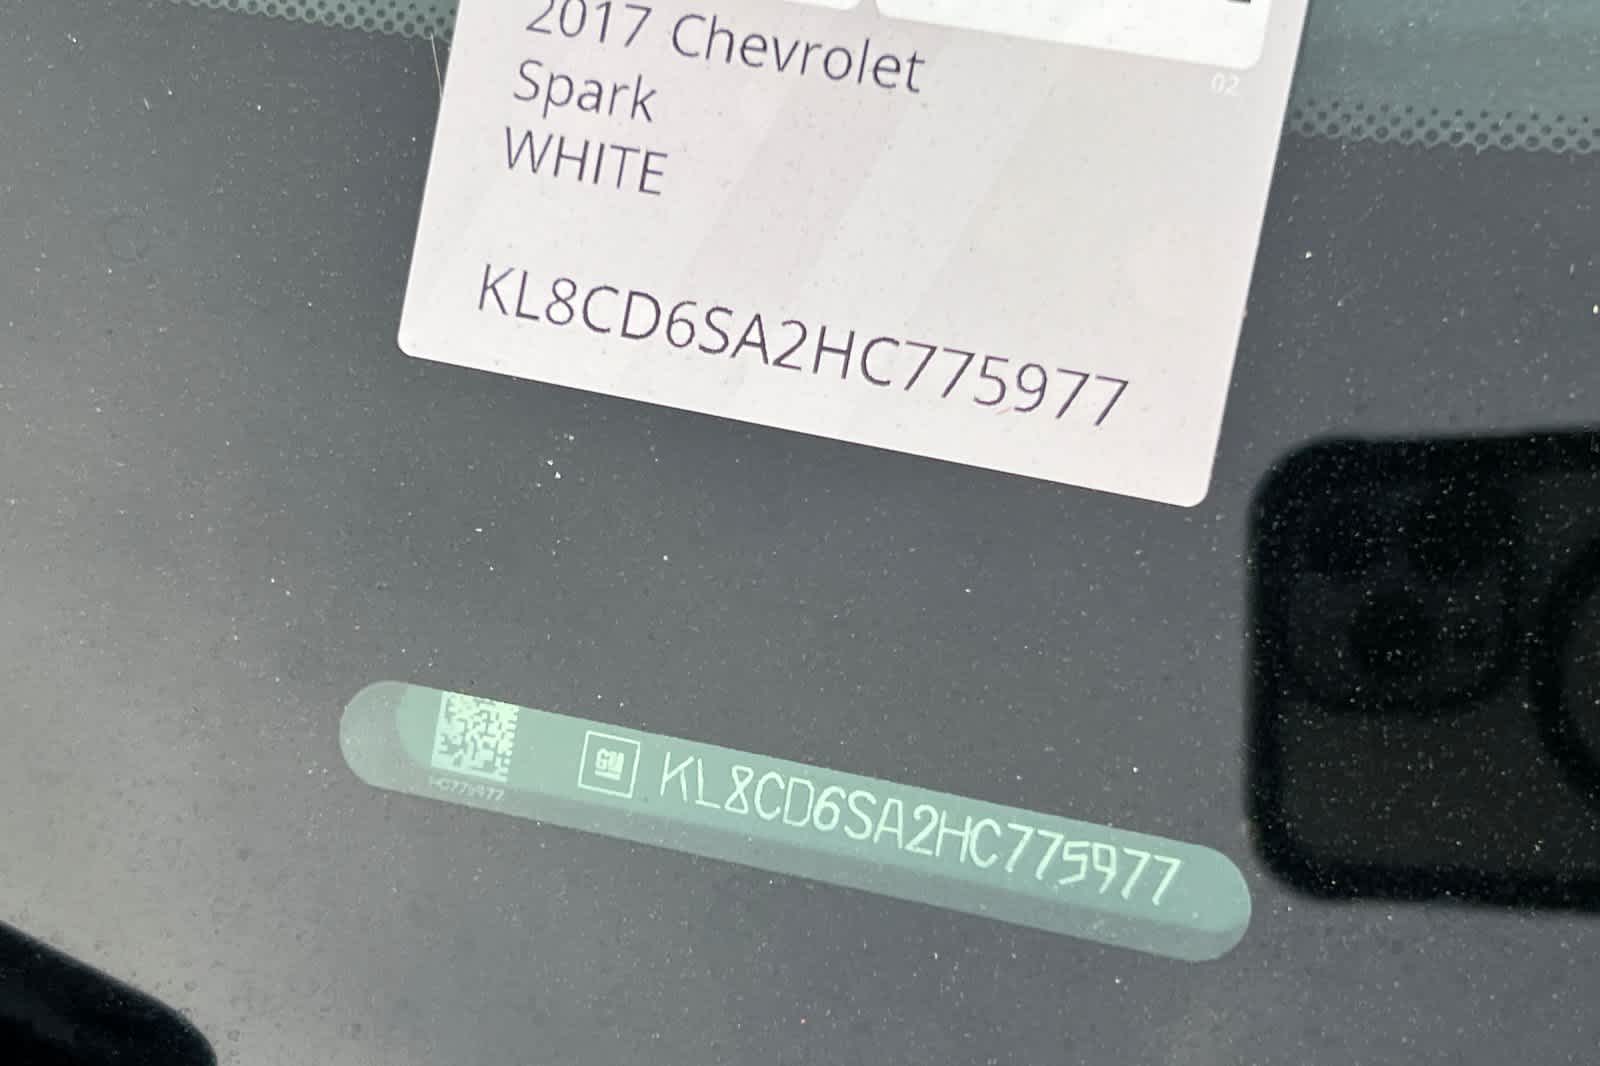 2017 Chevrolet
02
Spark
WHITE
KL8CD6SA2HC775977
GM KL8CD6SA2HC775977
HC775977